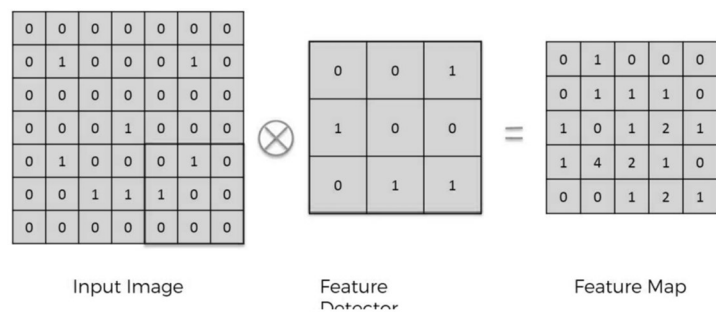 0 0 0 0 0 0 0
0 1 0 0 0 1 0
0 0 0 0 0 0 0
0 0 0 1 0 0 0
0 1 0 0 0 1 0
0 0 1 1 1 0 0
0 0 0 0 0 0 0
0 0 1
1 0 0
0 1 1
=
0 1 0 0 0
0 1 1 1 0
1 0 1 2 1
1 4 2 1 0
0 0 1 2 1
Input Image
Feature
Detector
Feature Map